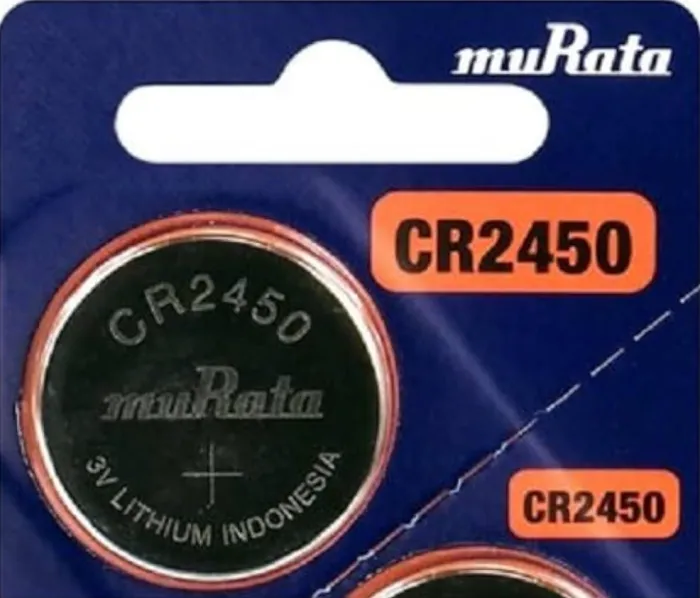 muRata
CR2450
CR2450
muRata
+
3V LITHIUM INDONESIA
CR2450